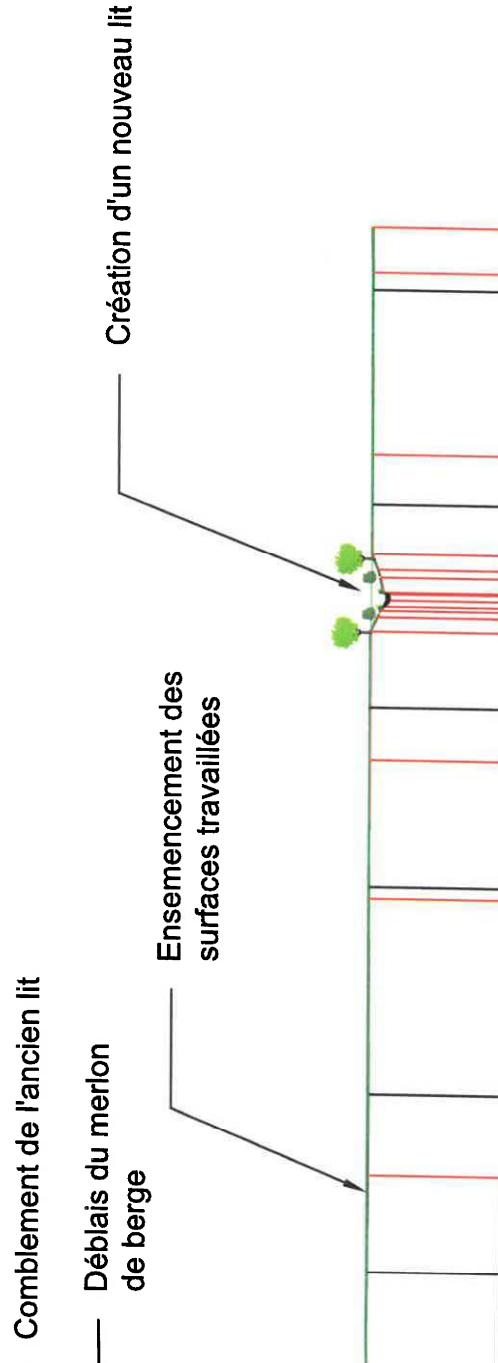 Comblement de l'ancien lit
Déblais du merlon
de berge
Ensemencement des
surfaces travaillées
Création d'un nouveau lit